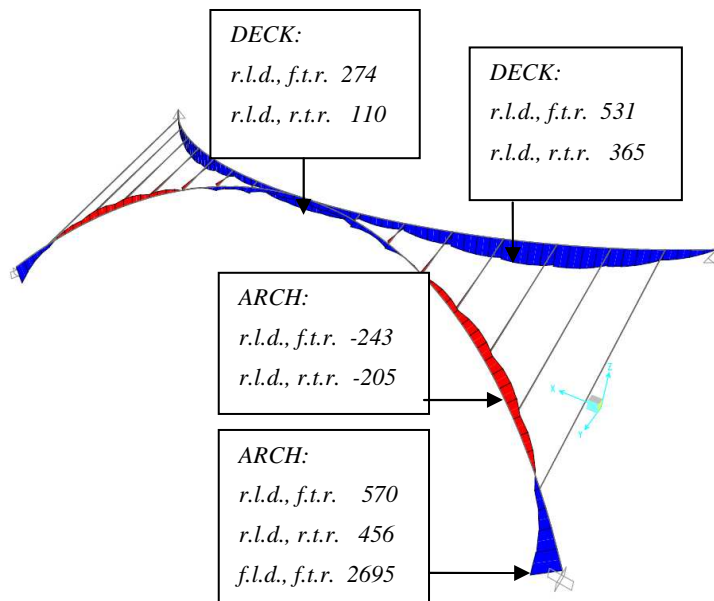 DECK:
r.l.d., f.t.r. 274
r.l.d., r.t.r. 110
DECK:
r.l.d., f.t.r. 531
r.l.d., r.t.r. 365
ARCH:
r.l.d., f.t.r. -243
r.l.d., r.t.r. -205
ARCH:
r.l.d., f.t.r. 570
r.l.d., r.t.r. 456
f.l.d., f.t.r. 2695
X
Y
Z